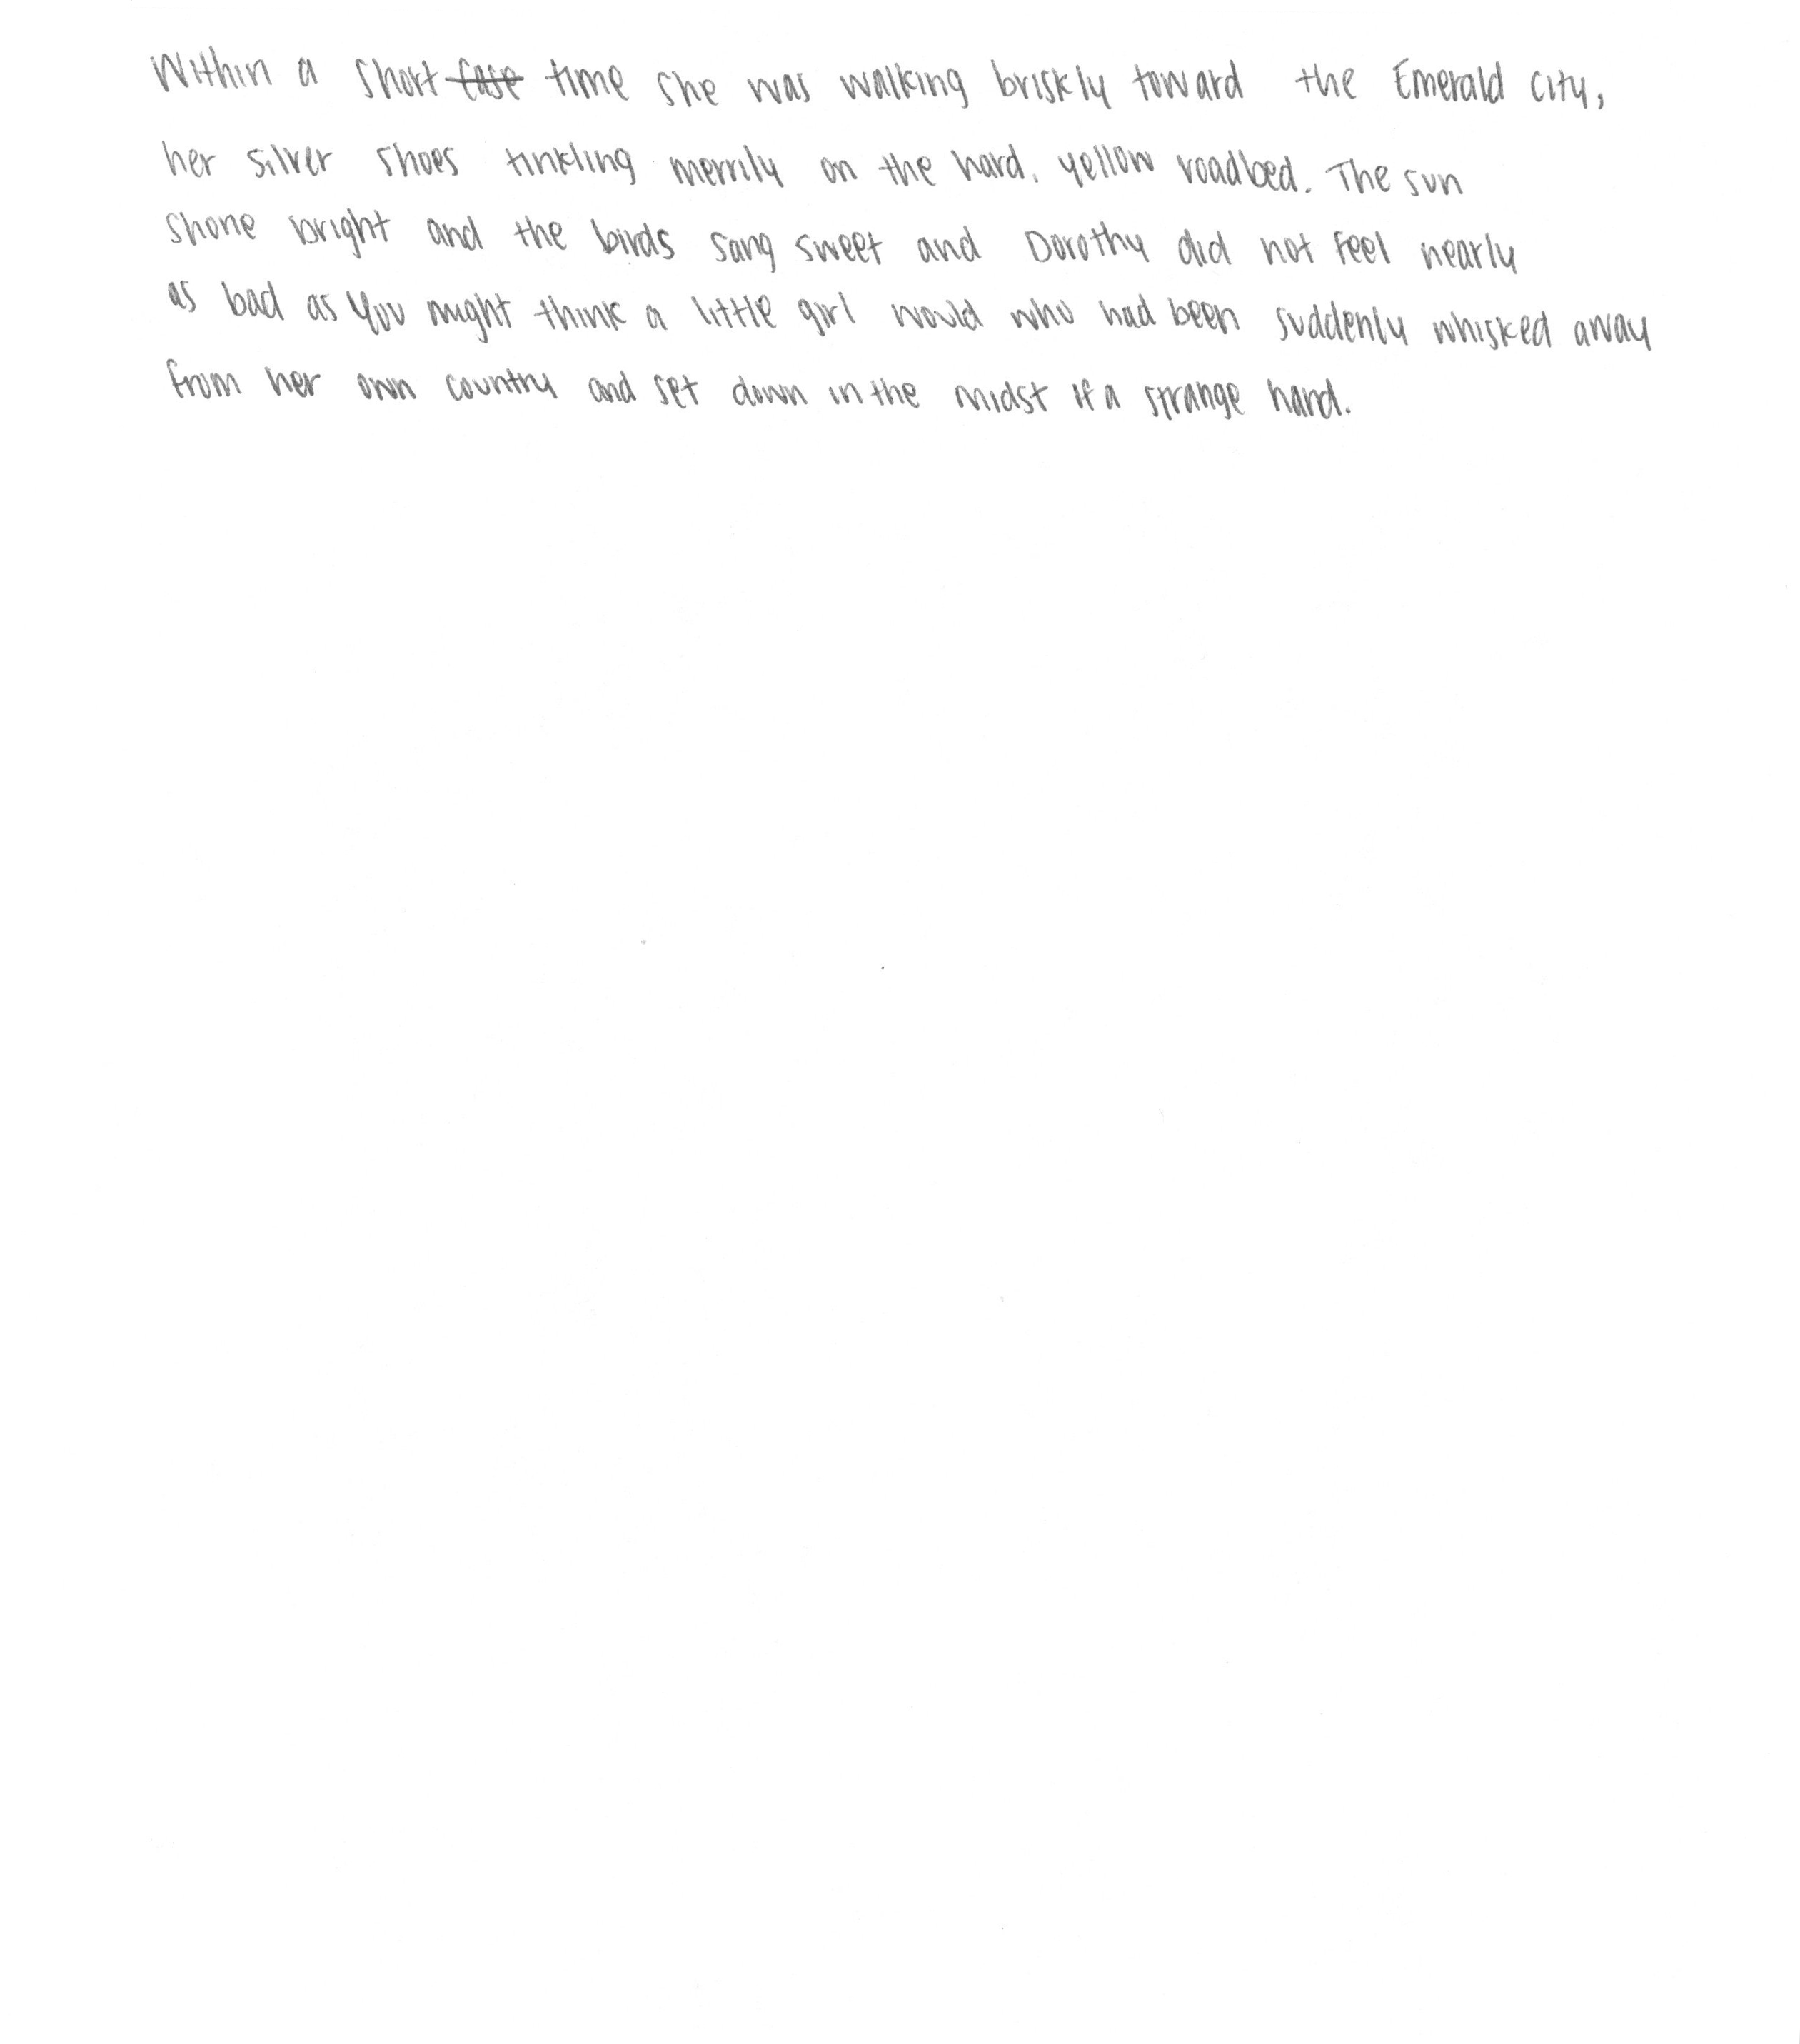 Within a short case time she was walking briskly toward the Emerald City,
her silver shoes tinkling merrily on the hard. yellow roadbed. The sun
shone bright and the birds sang sweet and Dorothy did not feel nearly
as bad as you might think a little girl would who had been suddenly whisked away
from her own country and set down in the midst if a strange hand.